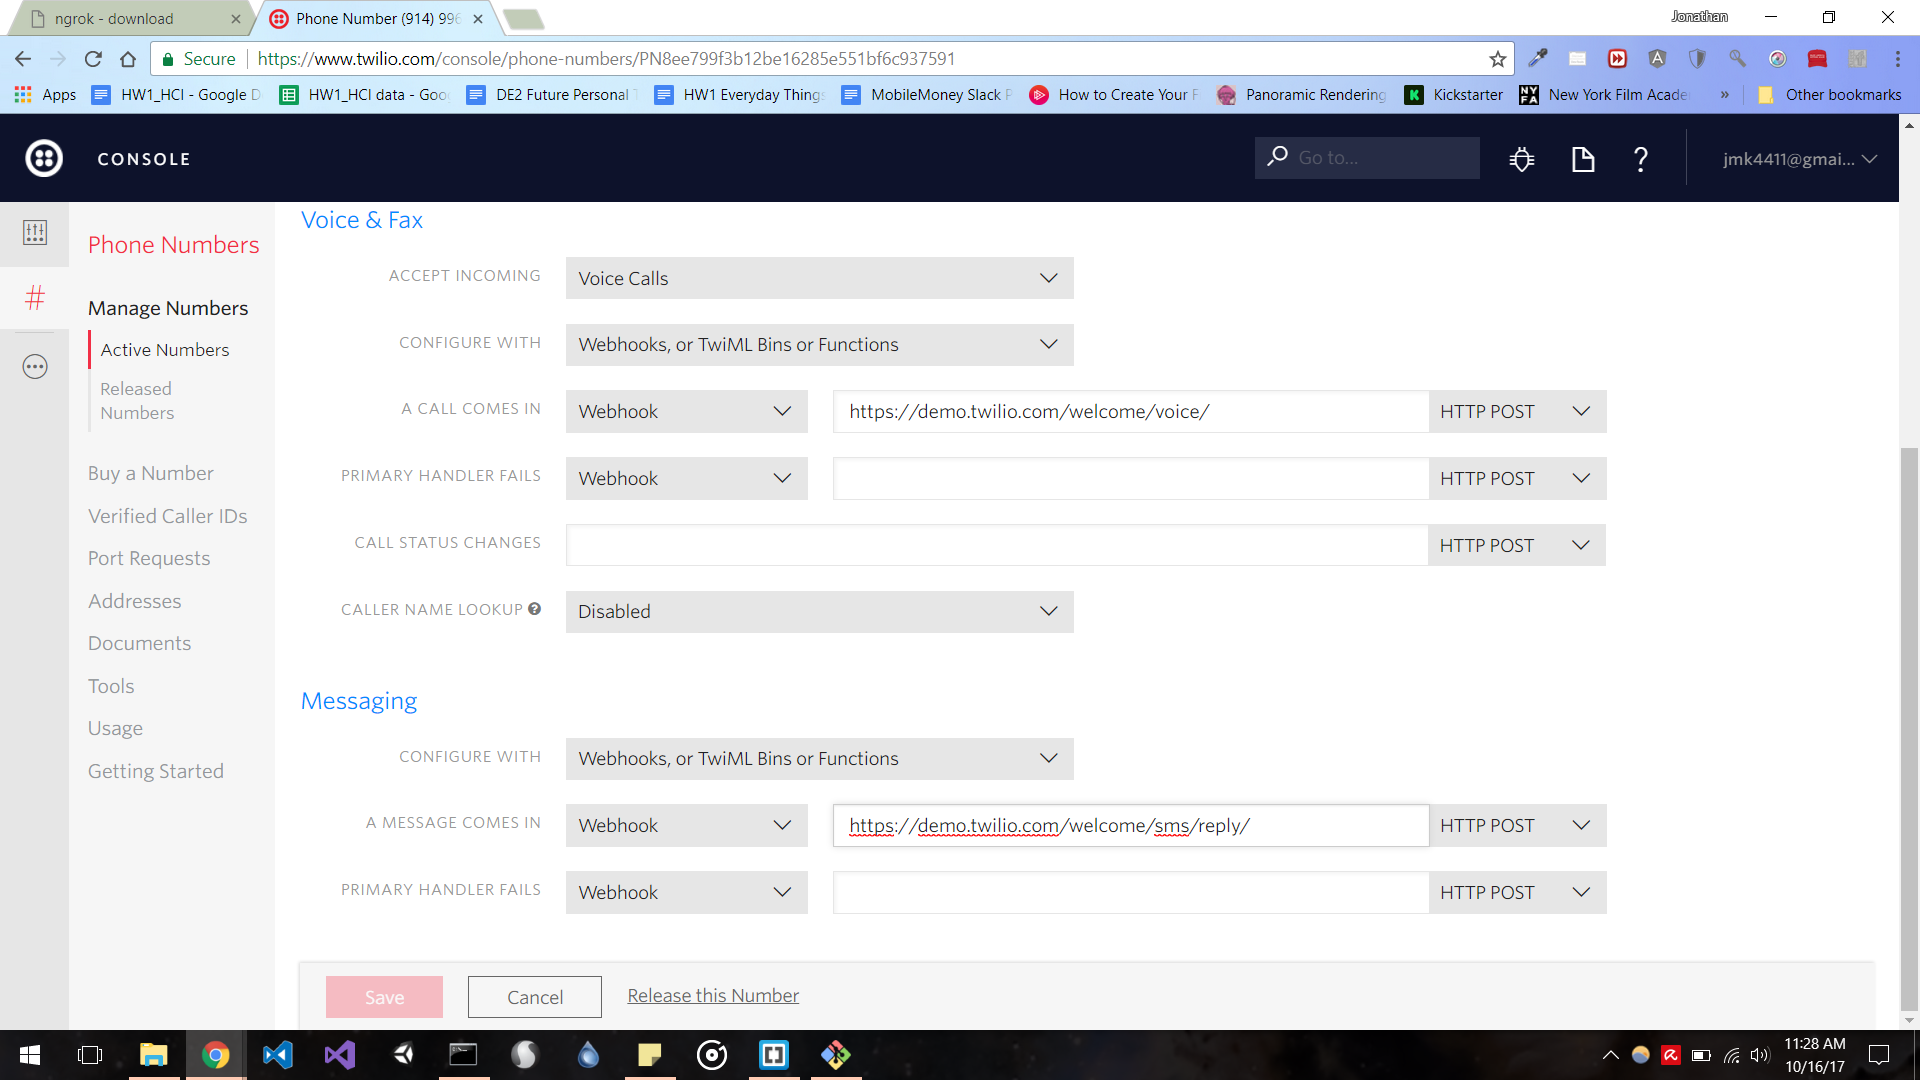 ngrok - download
Phone Number (914) 996
Jonathan
Secure
https://www.twilio.com/console/phone-numbers/PN8ee799f3b12be16285e551bf6c937591
Apps
HW1_HCI - Google D
HW1_HCI data - Goo
DE2 Future Personal
HW1 Everyday Things
MobileMoney Slack P
How to Create Your F
Panoramic Rendering
Kickstarter
New York Film Acade
»
Other bookmarks
CONSOLE
Go to...
?
jmk4411@gmai...
Phone Numbers
Manage Numbers
Active Numbers
Released
Numbers
Buy a Number
Verified Caller IDs
Port Requests
Addresses
Documents
Tools
Usage
Getting Started
Voice & Fax
ACCEPT INCOMING
Voice Calls
CONFIGURE WITH
Webhooks, or TwiML Bins or Functions
A CALL COMES IN
Webhook
https://demo.twilio.com/welcome/voice/
HTTP POST
PRIMARY HANDLER FAILS
Webhook
HTTP POST
CALL STATUS CHANGES
HTTP POST
CALLER NAME LOOKUP
Disabled
Messaging
CONFIGURE WITH
Webhooks, or TwiML Bins or Functions
A MESSAGE COMES IN
Webhook
https://demo.twilio.com/welcome/sms/reply/
HTTP POST
PRIMARY HANDLER FAILS
Webhook
HTTP POST
Save
Cancel
Release this Number
11:28 AM
10/16/17